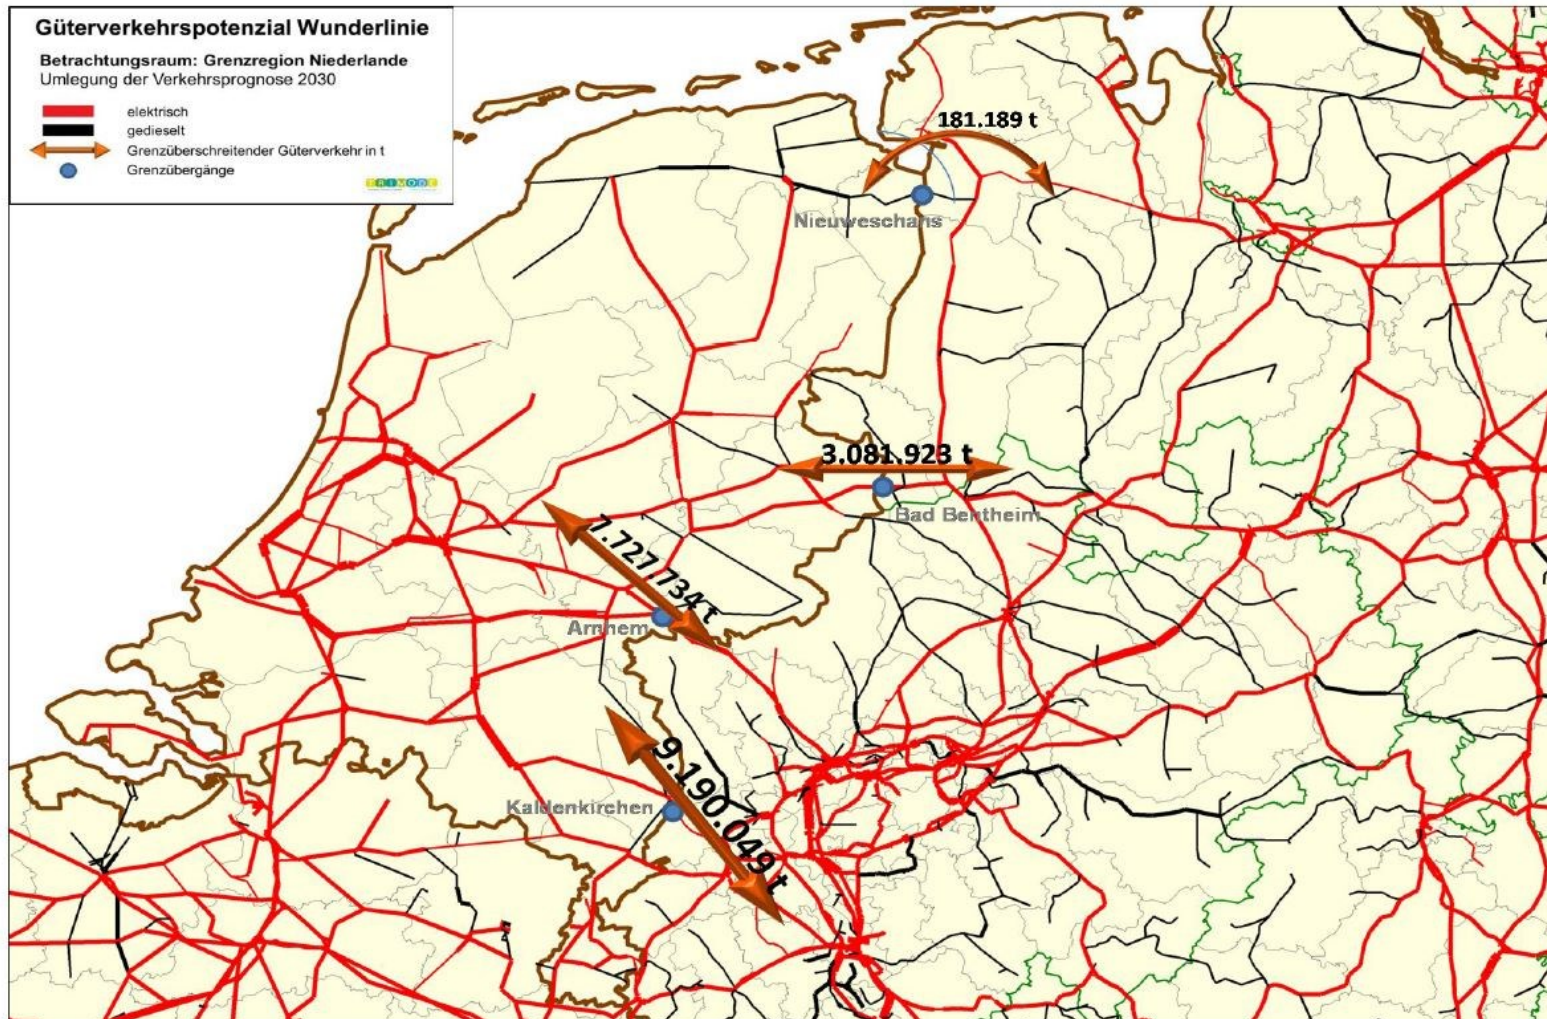 Güterverkehrspotenzial Wunderlinie
Betrachtungsraum: Grenzregion Niederlande
Umlegung der Verkehrsprognose 2030
elektrisch
gedieselt
Grenzüberschreitender Güterverkehr in t
Grenzübergänge
TRIMODE
181.189 t
Nieuweschans
3.081.923 t
Bad Bentheim
7.727.734 t
Arnhem
9.190.049 t
Kaldenkirchen